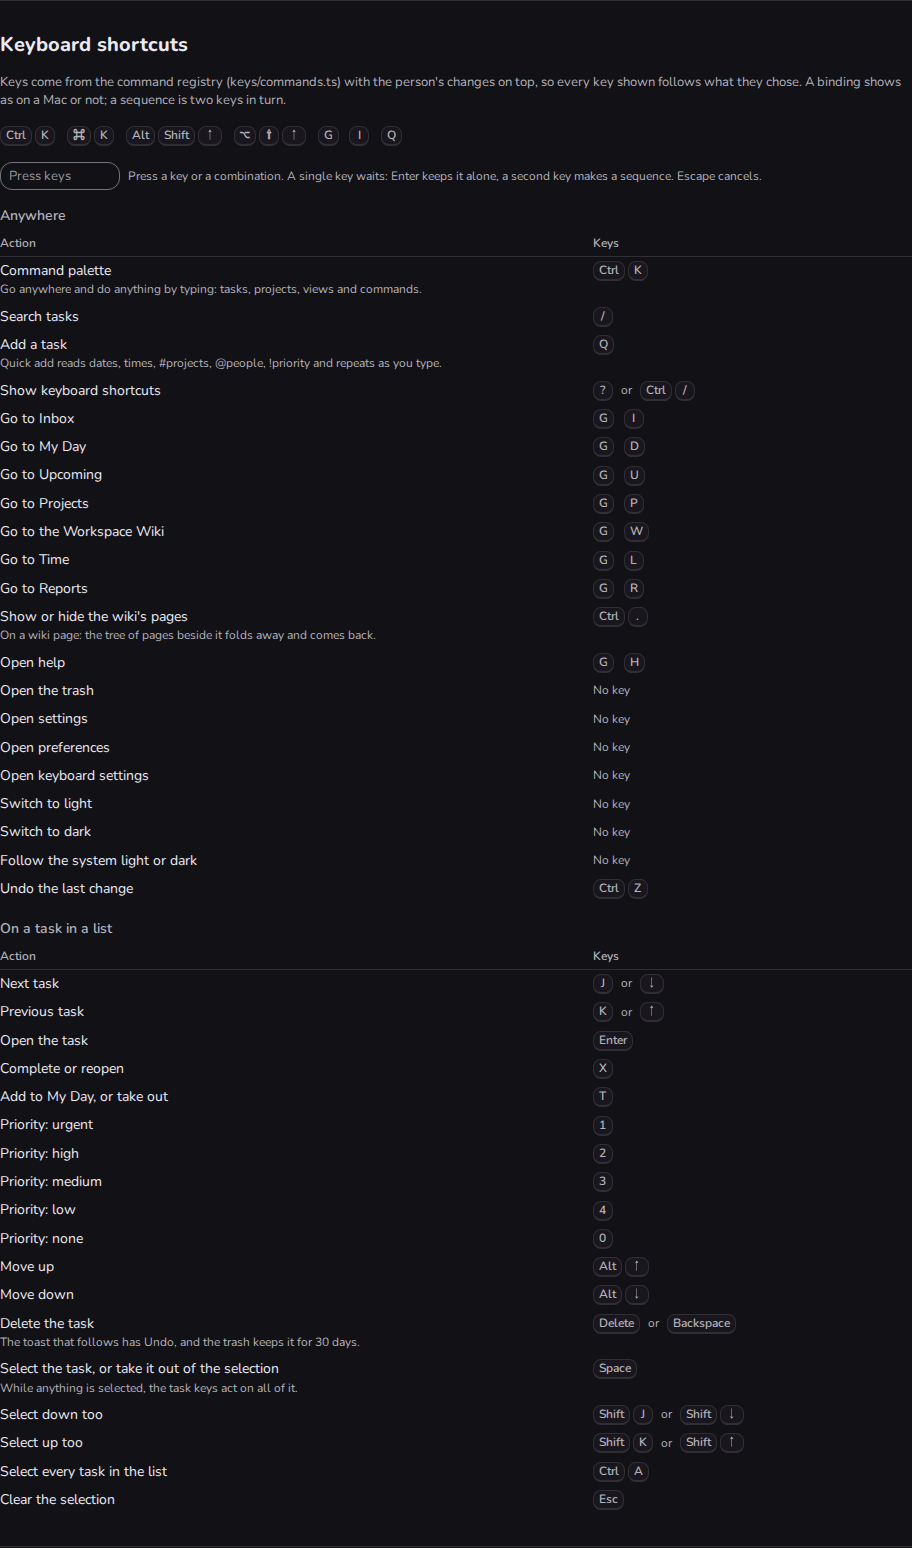 Keyboard shortcuts
Keys come from the command registry (keys/commands.ts) with the person's changes on top, so every key shown follows what they chose. A binding shows
as on a Mac or not; a sequence is two keys in turn.
Ctrl K ⌘ K Alt Shift ↑ ⌥ ⇧ ↑ G I Q
Press keys Press a key or a combination. A single key waits: Enter keeps it alone, a second key makes a sequence. Escape cancels.
Anywhere
Action Keys
Command palette Ctrl K
Go anywhere and do anything by typing: tasks, projects, views and commands.
Search tasks /
Add a task Q
Quick add reads dates, times, #projects, @people, !priority and repeats as you type.
Show keyboard shortcuts ? or Ctrl /
Go to Inbox G I
Go to My Day G D
Go to Upcoming G U
Go to Projects G P
Go to the Workspace Wiki G W
Go to Time G L
Go to Reports G R
Show or hide the wiki's pages Ctrl .
On a wiki page: the tree of pages beside it folds away and comes back.
Open help G H
Open the trash No key
Open settings No key
Open preferences No key
Open keyboard settings No key
Switch to light No key
Switch to dark No key
Follow the system light or dark No key
Undo the last change Ctrl Z
On a task in a list
Action Keys
Next task J or ↓
Previous task K or ↑
Open the task Enter
Complete or reopen X
Add to My Day, or take out T
Priority: urgent 1
Priority: high 2
Priority: medium 3
Priority: low 4
Priority: none 0
Move up Alt ↑
Move down Alt ↓
Delete the task Delete or Backspace
The toast that follows has Undo, and the trash keeps it for 30 days.
Select the task, or take it out of the selection Space
While anything is selected, the task keys act on all of it.
Select down too Shift J or Shift ↓
Select up too Shift K or Shift ↑
Select every task in the list Ctrl A
Clear the selection Esc